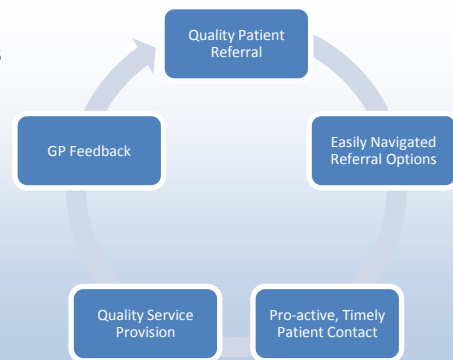 Quality Patient
Referral
Easily Navigated
Referral Options
Pro-active, Timely
Patient Contact
Quality Service
Provision
GP Feedback